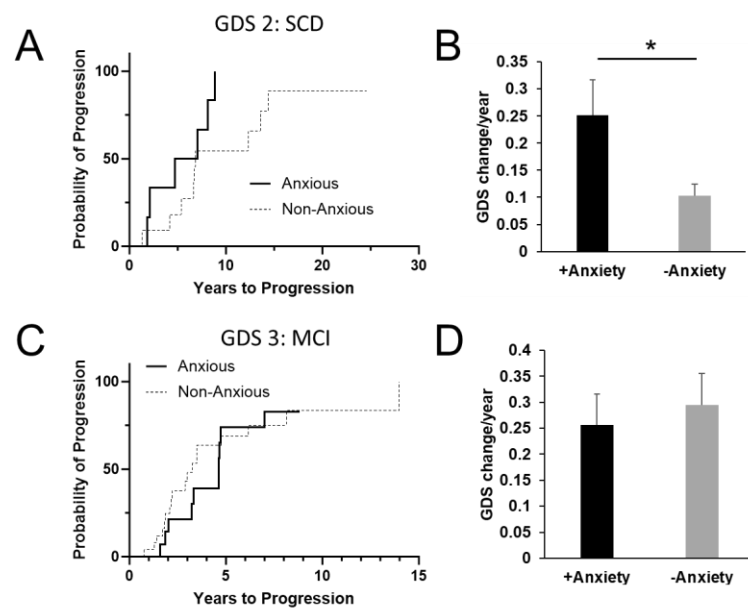 GDS 2: SCD
A
Probability of Progression
100
50
0
Anxious
Non-Anxious
0 10 20 30
Years to Progression
B
GDS change/year
0.35
0.3
0.25
0.2
0.15
0.1
0.05
0
*
+Anxiety -Anxiety
C
GDS 3: MCI
Probability of Progression
100
50
0
Anxious
Non-Anxious
0 5 10 15
Years to Progression
D
GDS change/year
0.4
0.35
0.3
0.25
0.2
0.15
0.1
0.05
0
+Anxiety -Anxiety